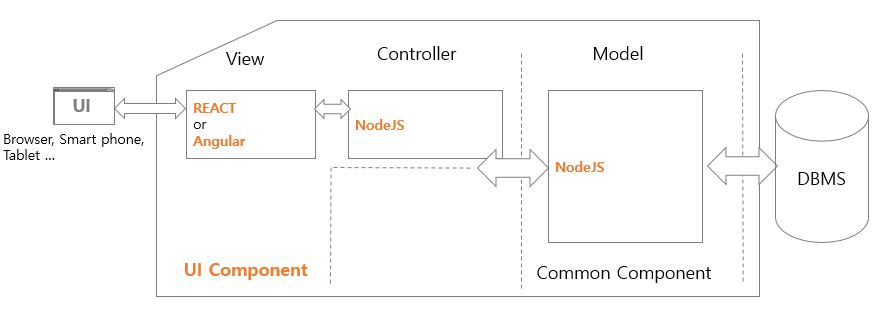 View
Controller
Model
UI
Browser, Smart phone,
Tablet ...
REACT
or
Angular
NodeJS
NodeJS
DBMS
UI Component
Common Component